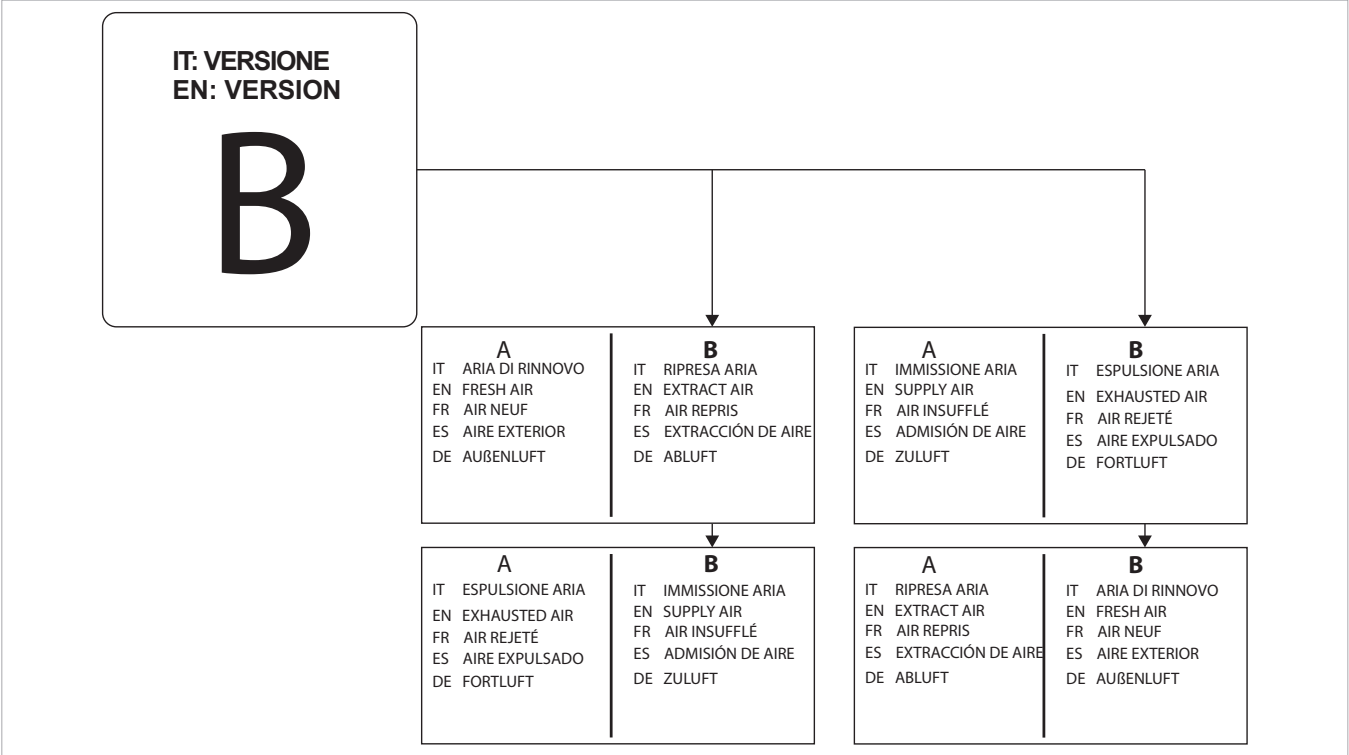 IT: VERSIONE
EN: VERSION
B
A
IT ARIA DI RINNOVO
EN FRESH AIR
FR AIR NEUF
ES AIRE EXTERIOR
DE AUßENLUFT
B
IT RIPRESA ARIA
EN EXTRACT AIR
FR AIR REPRIS
ES EXTRACCIÓN DE AIRE
DE ABLUFT
A
IT IMMISSIONE ARIA
EN SUPPLY AIR
FR AIR INSUFFLÉ
ES ADMISIÓN DE AIRE
DE ZULUFT
B
IT ESPULSIONE ARIA
EN EXHAUSTED AIR
FR AIR REJETÉ
ES AIRE EXPULSADO
DE FORTLUFT
A
IT ESPULSIONE ARIA
EN EXHAUSTED AIR
FR AIR REJETÉ
ES AIRE EXPULSADO
DE FORTLUFT
B
IT IMMISSIONE ARIA
EN SUPPLY AIR
FR AIR INSUFFLÉ
ES ADMISIÓN DE AIRE
DE ZULUFT
A
IT RIPRESA ARIA
EN EXTRACT AIR
FR AIR REPRIS
ES EXTRACCIÓN DE AIRE
DE ABLUFT
B
IT ARIA DI RINNOVO
EN FRESH AIR
FR AIR NEUF
ES AIRE EXTERIOR
DE AUßENLUFT